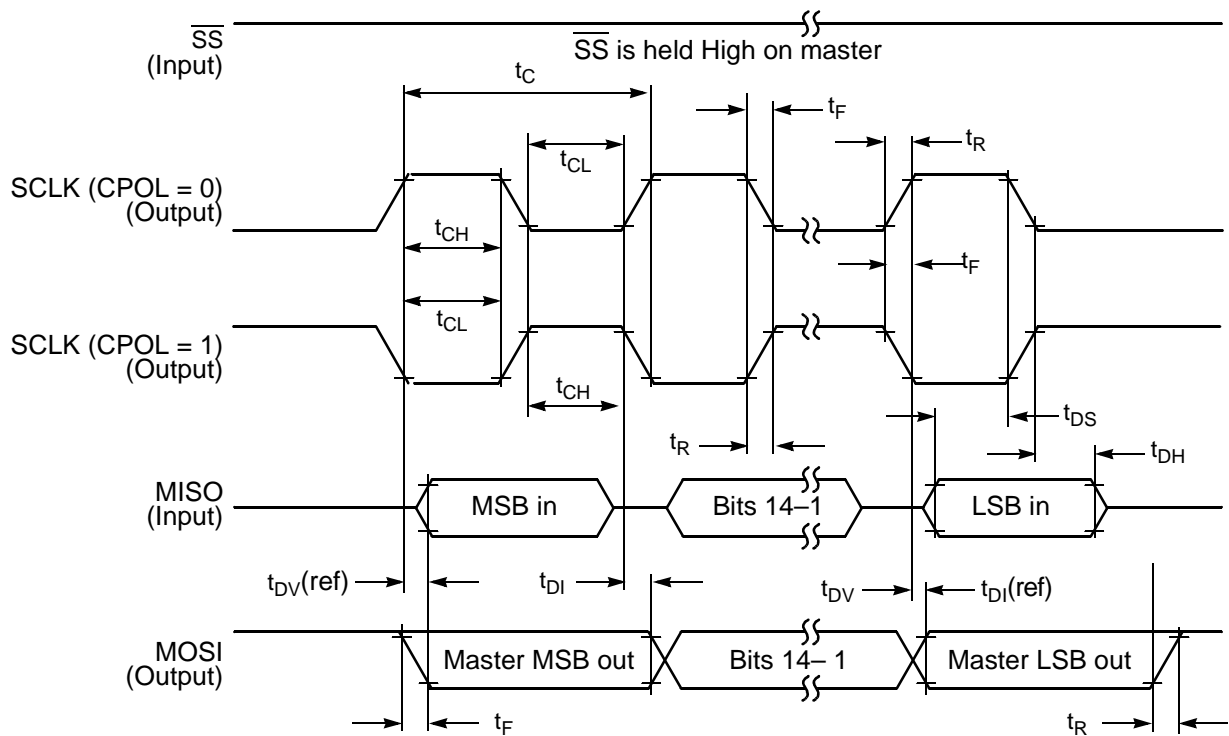 SS
(Input)
SS is held High on master
tC
tF
tR
tCL
SCLK (CPOL = 0)
(Output)
tCH
tF
tCL
SCLK (CPOL = 1)
(Output)
tCH
tDS
tR
tDH
MISO
(Input)
MSB in
Bits 14–1
LSB in
tDV(ref)
tDI
tDV
tDI(ref)
MOSI
(Output)
Master MSB out
Bits 14– 1
Master LSB out
tF
tR